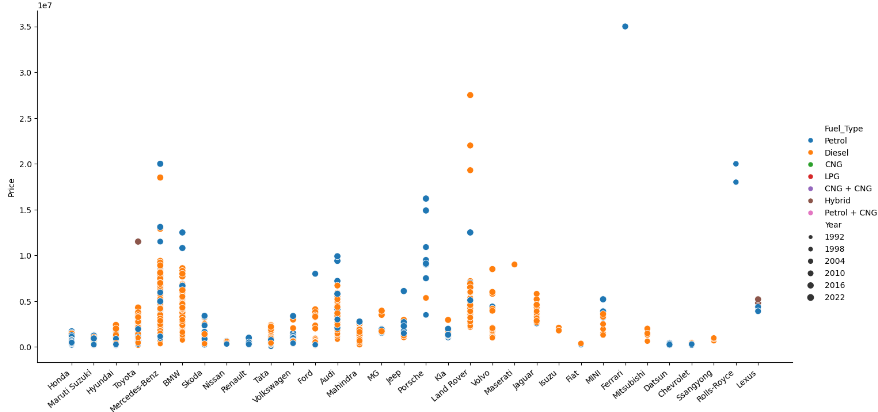 1e7
3.5
3.0
2.5
2.0
1.5
1.0
0.5
0.0
Price
Honda
Maruti Suzuki
Hyundai
Toyota
Mercedes-Benz
BMW
Skoda
Nissan
Renault
Tata
Volkswagen
Ford
Audi
Mahindra
MG
Jeep
Porsche
Kia
Land Rover
Volvo
Maserati
Jaguar
Isuzu
Fiat
MINI
Ferrari
Mitsubishi
Datsun
Chevrolet
Ssangyong
Rolls-Royce
Lexus
Fuel_Type
Petrol
Diesel
CNG
LPG
CNG + CNG
Hybrid
Petrol + CNG
Year
1992
1998
2004
2010
2016
2022